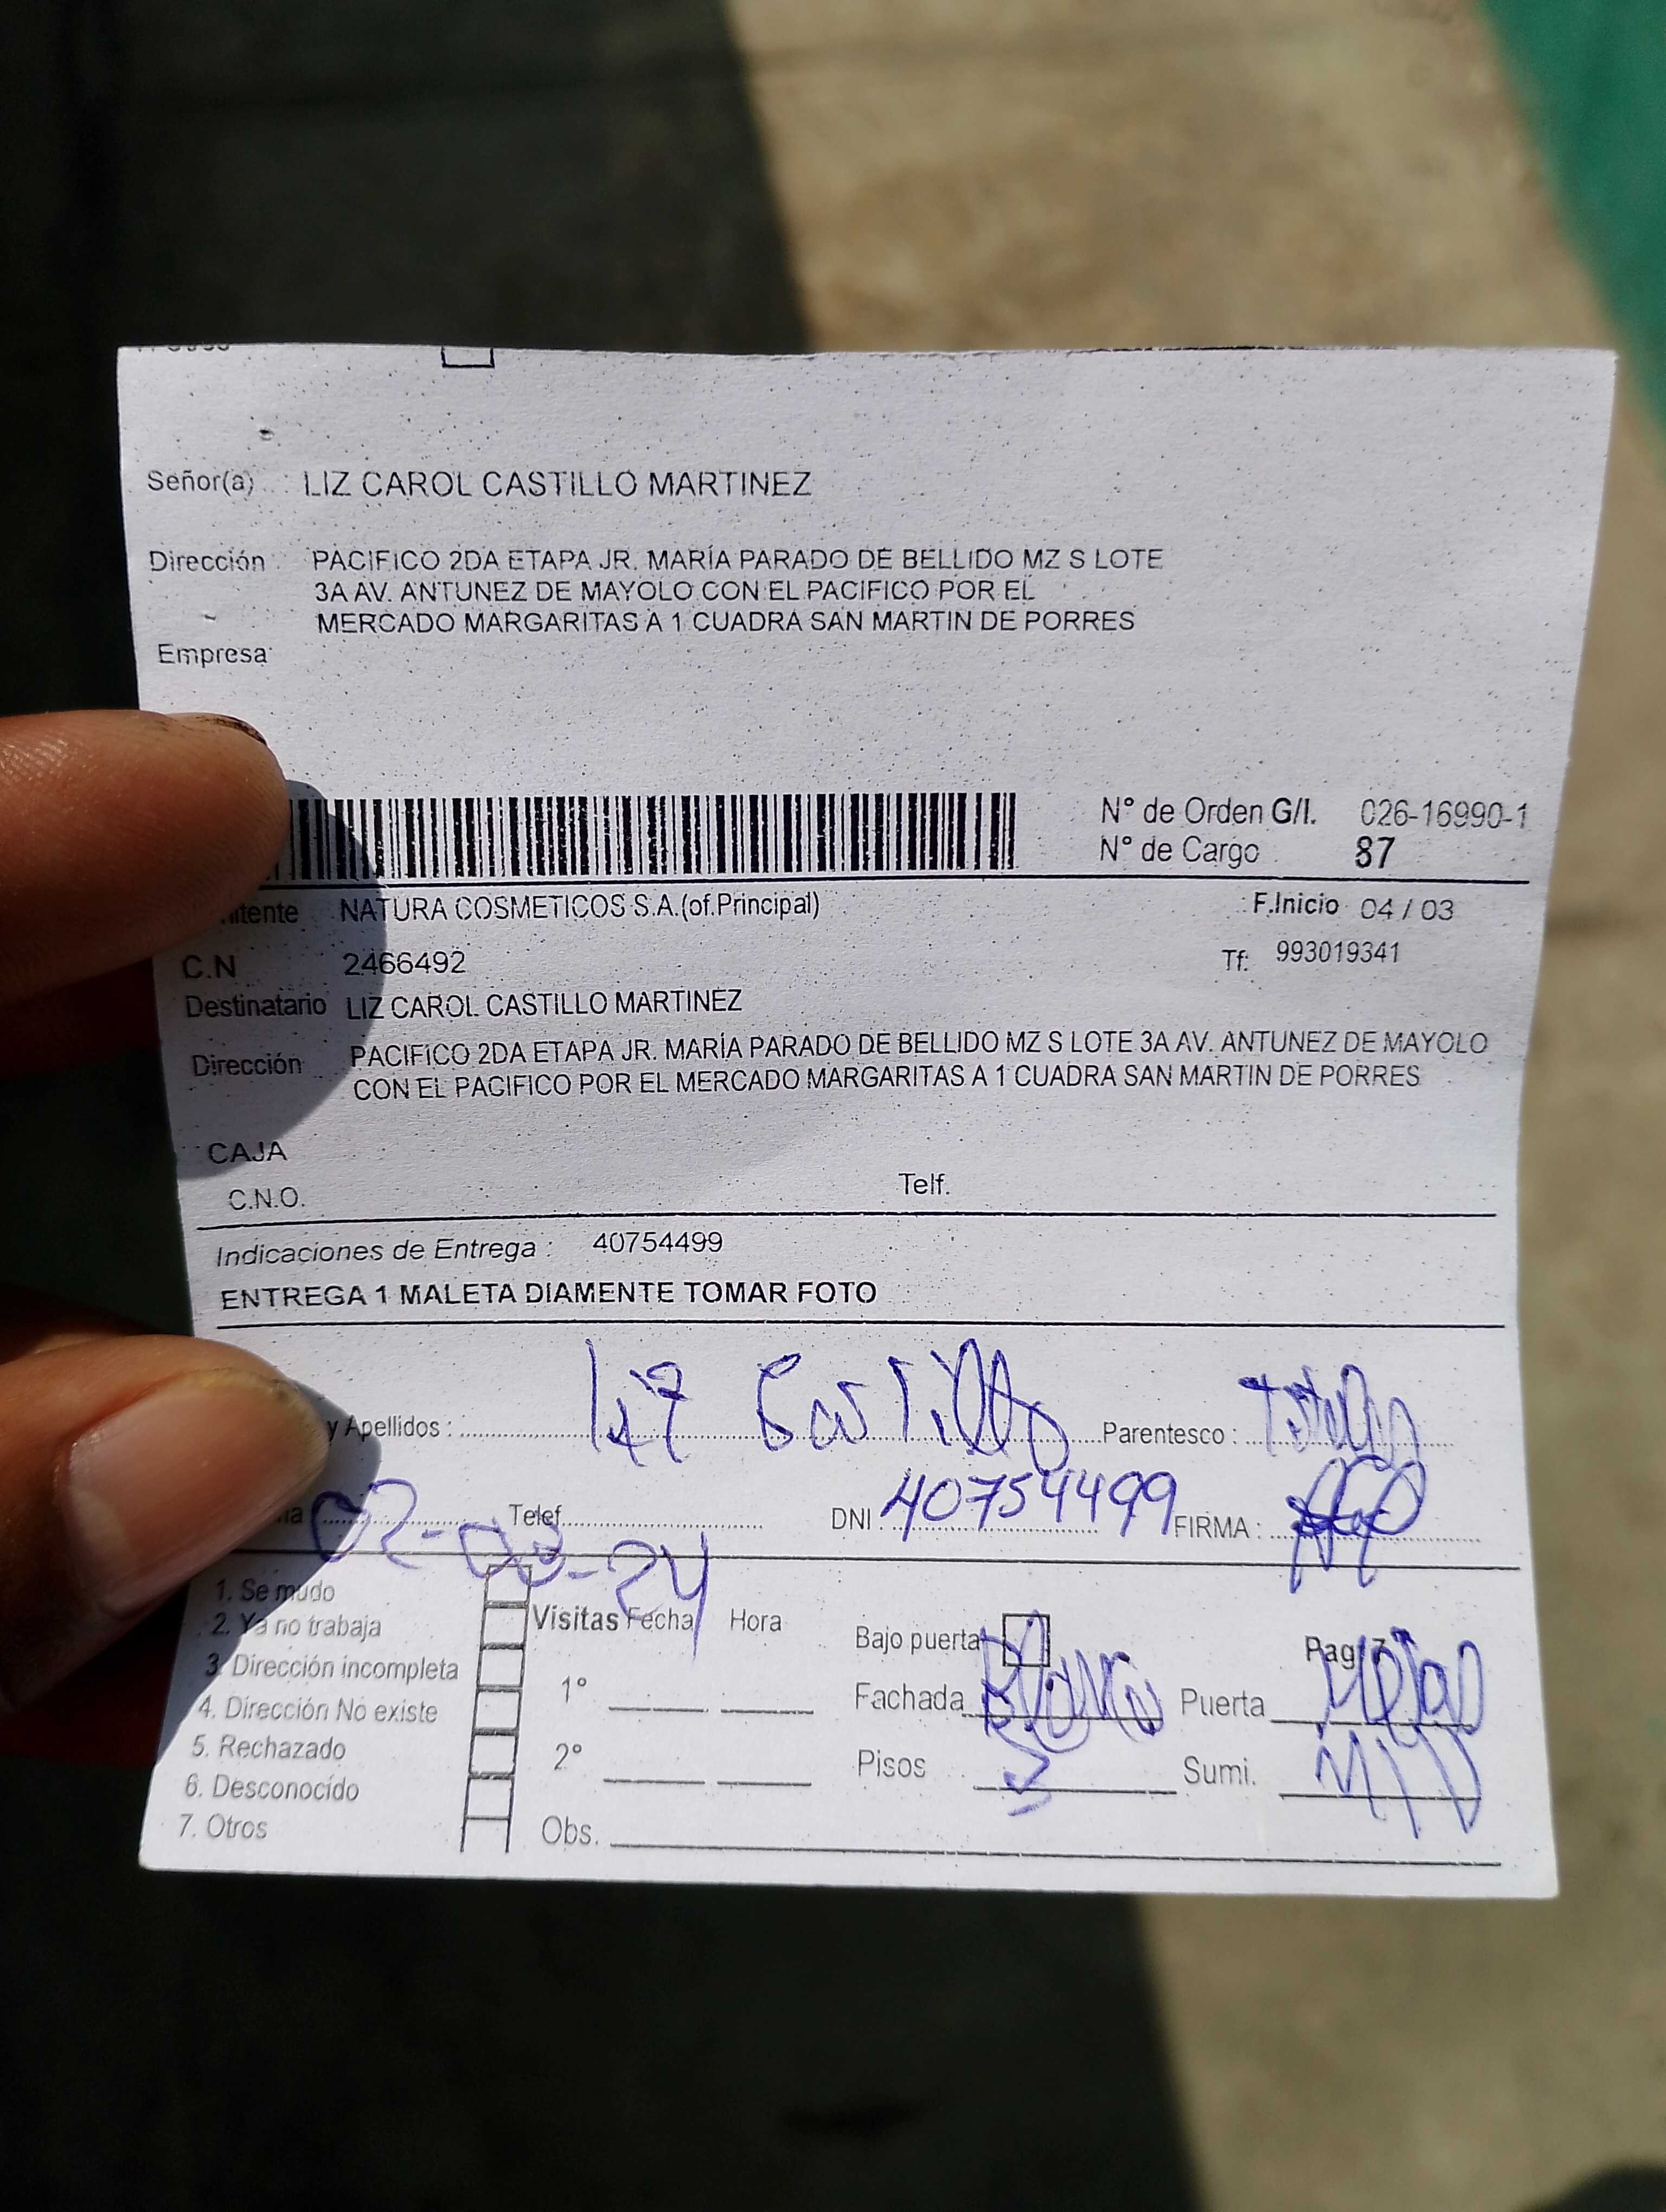 Señor(a) : LIZ CAROL CASTILLO MARTINEZ
Dirección : PACIFICO 2DA ETAPA JR. MARÍA PARADO DE BELLIDO MZ S LOTE
3A AV. ANTUNEZ DE MAYOLO CON EL PACIFICO POR EL
MERCADO MARGARITAS A 1 CUADRA SAN MARTIN DE PORRES
Empresa
N° de Orden G/I. 026-16990-1
N° de Cargo 87
NATURA COSMETICOS S.A.(of.Principal) F.Inicio 04 / 03
C.N 2466492 Tf: 993019341
Destinatario LIZ CAROL CASTILLO MARTINEZ
Dirección PACIFICO 2DA ETAPA JR. MARÍA PARADO DE BELLIDO MZ S LOTE 3A AV. ANTUNEZ DE MAYOLO
CON EL PACIFICO POR EL MERCADO MARGARITAS A 1 CUADRA SAN MARTIN DE PORRES
CAJA
C.N.O. Telf.
Indicaciones de Entrega : 40754499
ENTREGA 1 MALETA DIAMENTE TOMAR FOTO
y Apellidos : Liz Castillo Parentesco :
Telef. DNI : 40754499 FIRMA :
1. Se mudo
2. Ya no trabaja
3. Dirección incompleta
4. Dirección No existe
5. Rechazado
6. Desconocido
7. Otros
Visitas Fecha Hora
1°
2°
Obs.
Bajo puerta Pag
Fachada Blanco Puerta
Pisos Sumi.